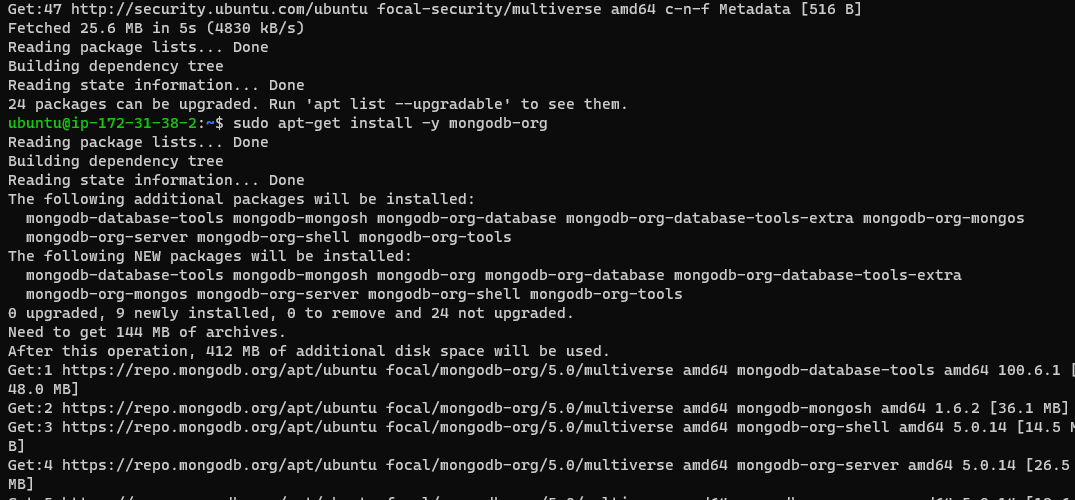 Get:47 http://security.ubuntu.com/ubuntu focal-security/multiverse amd64 c-n-f Metadata [516 B]
Fetched 25.6 MB in 5s (4830 kB/s)
Reading package lists... Done
Building dependency tree
Reading state information... Done
24 packages can be upgraded. Run 'apt list --upgradable' to see them.
ubuntu@ip-172-31-38-2:~$ sudo apt-get install -y mongodb-org
Reading package lists... Done
Building dependency tree
Reading state information... Done
The following additional packages will be installed:
  mongodb-database-tools mongodb-mongosh mongodb-org-database mongodb-org-database-tools-extra mongodb-org-mongos
  mongodb-org-server mongodb-org-shell mongodb-org-tools
The following NEW packages will be installed:
  mongodb-database-tools mongodb-mongosh mongodb-org mongodb-org-database mongodb-org-database-tools-extra
  mongodb-org-mongos mongodb-org-server mongodb-org-shell mongodb-org-tools
0 upgraded, 9 newly installed, 0 to remove and 24 not upgraded.
Need to get 144 MB of archives.
After this operation, 412 MB of additional disk space will be used.
Get:1 https://repo.mongodb.org/apt/ubuntu focal/mongodb-org/5.0/multiverse amd64 mongodb-database-tools amd64 100.6.1 [
48.0 MB]
Get:2 https://repo.mongodb.org/apt/ubuntu focal/mongodb-org/5.0/multiverse amd64 mongodb-mongosh amd64 1.6.2 [36.1 MB]
Get:3 https://repo.mongodb.org/apt/ubuntu focal/mongodb-org/5.0/multiverse amd64 mongodb-org-shell amd64 5.0.14 [14.5 M
B]
Get:4 https://repo.mongodb.org/apt/ubuntu focal/mongodb-org/5.0/multiverse amd64 mongodb-org-server amd64 5.0.14 [26.5
MB]